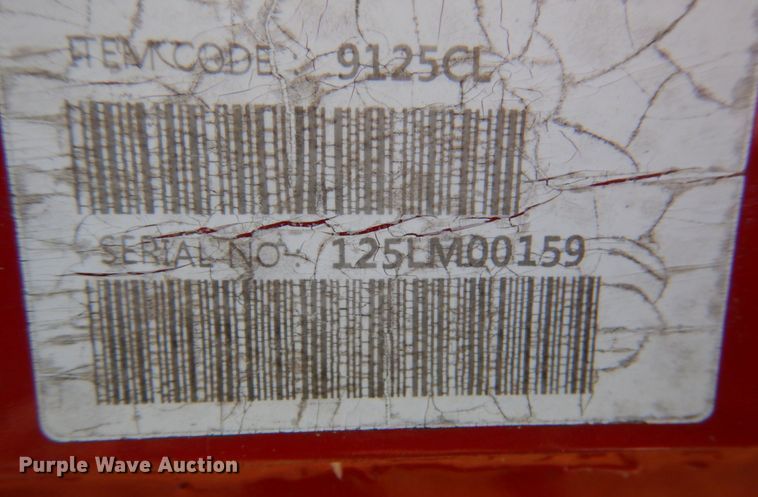 ITEM CODE : 9125CL
SERIAL NO : 125LM00159
Purple Wave Auction®